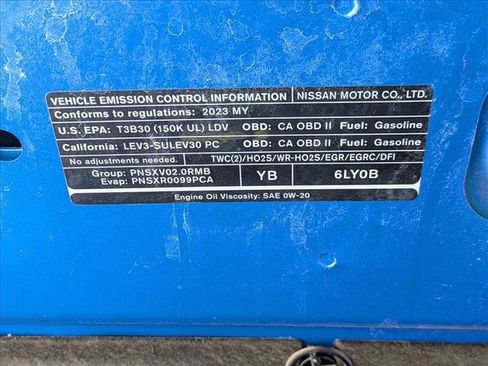 VEHICLE EMISSION CONTROL INFORMATION NISSAN MOTOR CO., LTD.
Conforms to regulations: 2023 MY
U.S. EPA: T3B30 (150K UL) LDV OBD: CA OBD II Fuel: Gasoline
California: LEV3-SULEV30 PC OBD: CA OBD II Fuel: Gasoline
No adjustments needed. TWC(2)/HO2S/WR-HO2S/EGR/EGRC/DFI
Group: PNSXV02.0RMB
Evap: PNSXR0099PCA
YB 6LY0B
Engine Oil Viscosity: SAE 0W-20